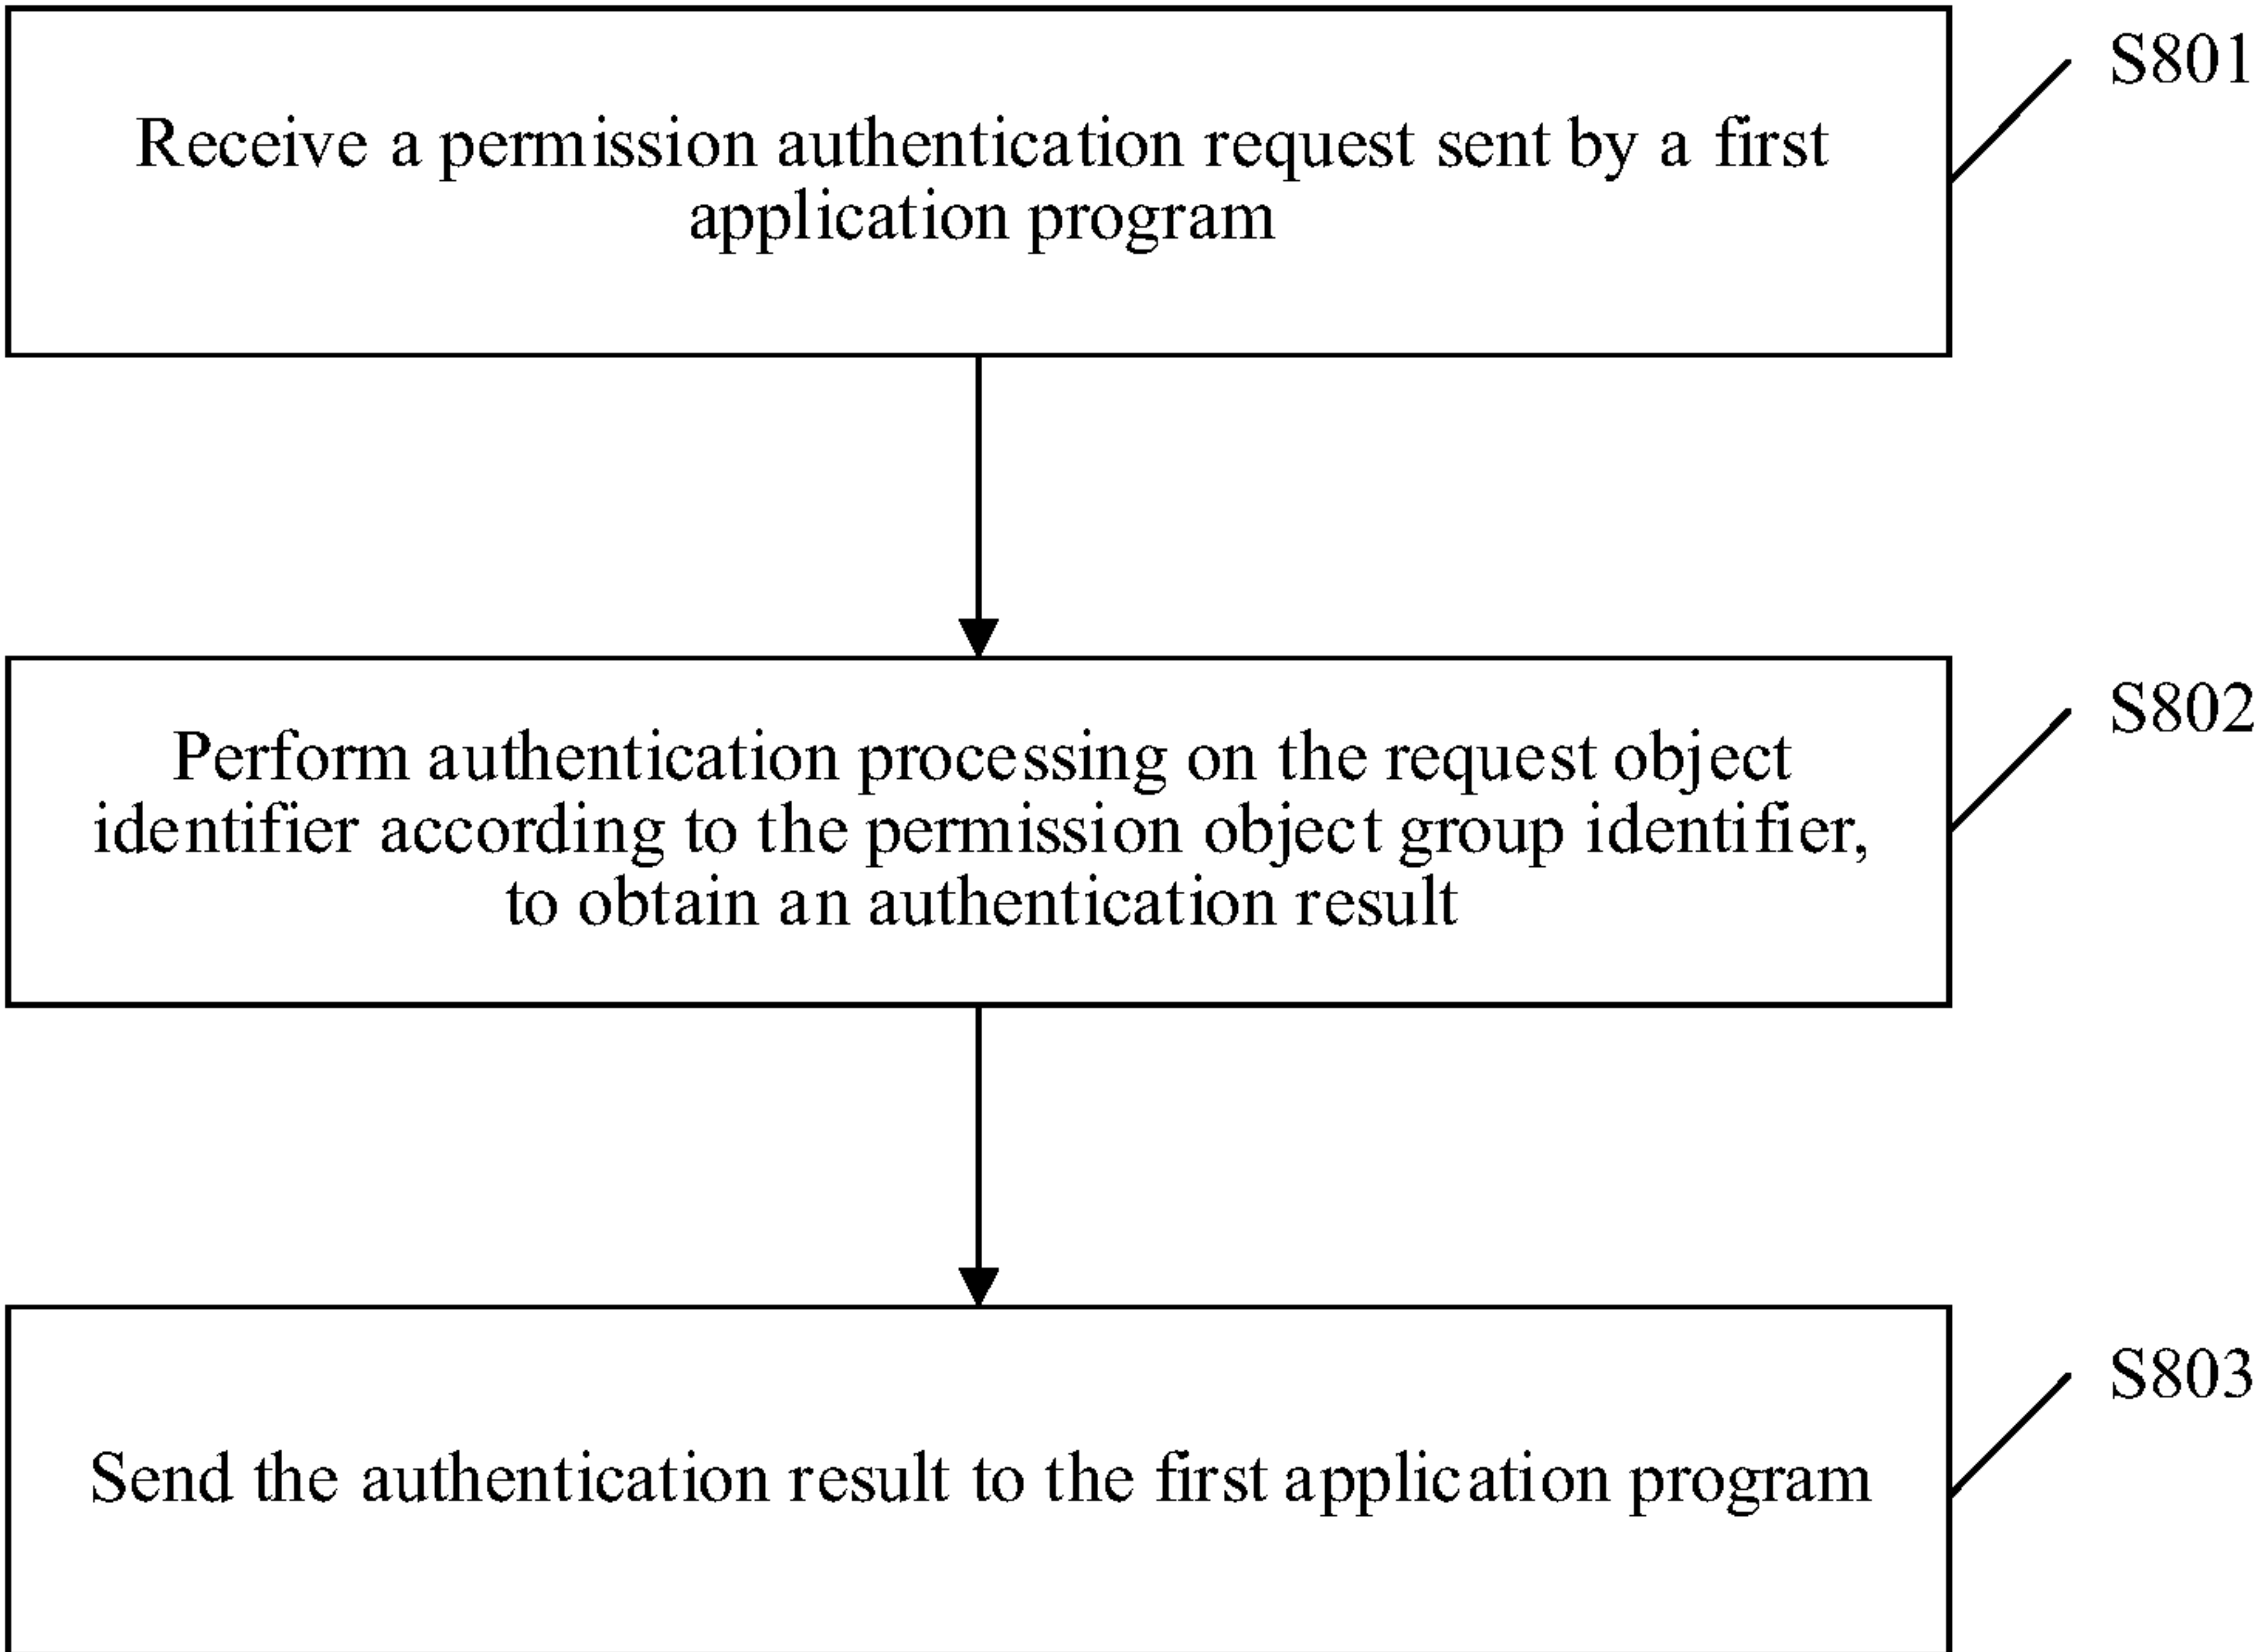 Receive a permission authentication request sent by a first
application program
S801
Perform authentication processing on the request object
identifier according to the permission object group identifier,
to obtain an authentication result
S802
Send the authentication result to the first application program
S803